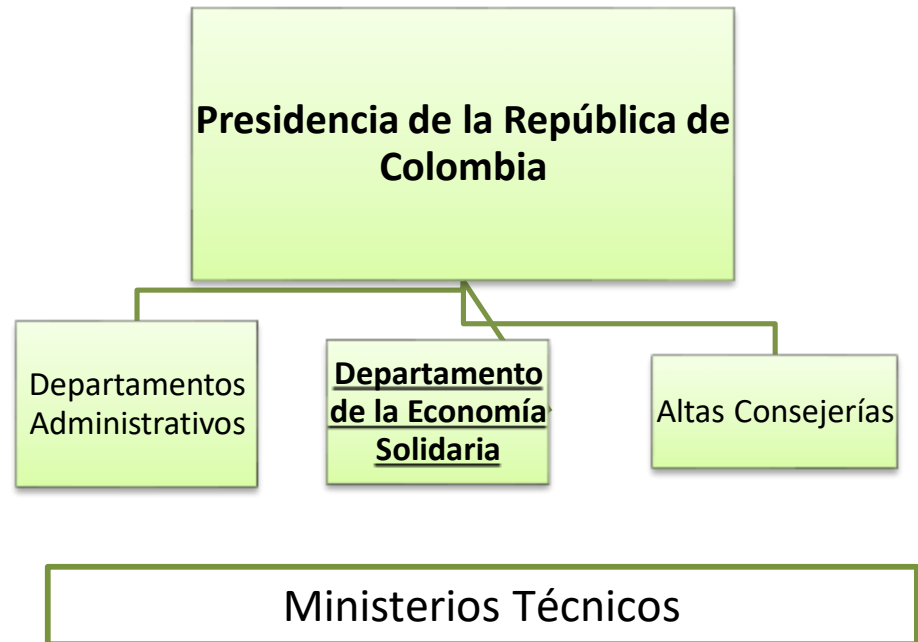 Presidencia de la República de
Colombia
Departamentos
Administrativos
Departamento
de la Economía
Solidaria
Altas Consejerías
Ministerios Técnicos